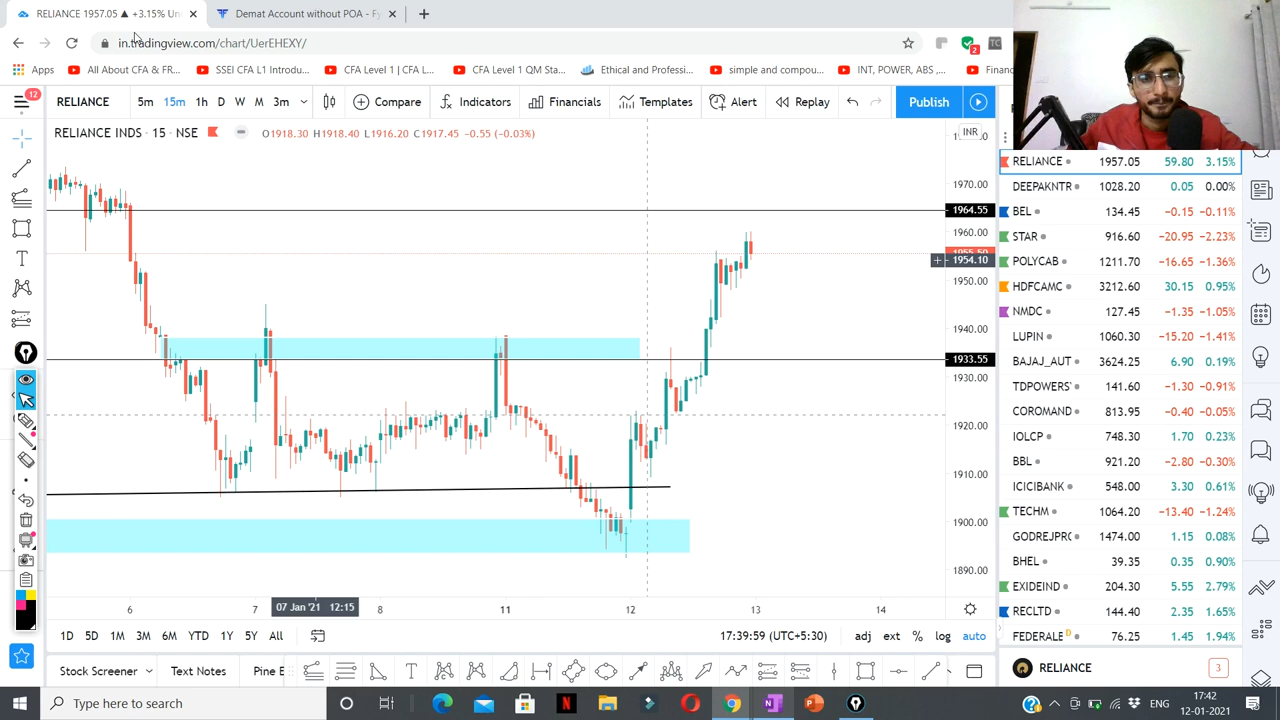 RELIANCE 1957.05 ▲ +3.15% Un
Demat Account without POA -
in.tradingview.com/chart/UprEHJXY/
2
TC
Apps
All About CFA & FR...
SSEI CFA L1 Introdu...
CFA Level 1 | CFA L...
CFA Level 1 Q1: Sta...
Ethical and Professi...
simple and compou...
INT, POWER, ABS ,...
Financ
12
RELIANCE 5m 15m 1h D W M 3m
Compare
Indicators
Financials
Templates
Alert
Replay
Publish
RELIANCE INDS · 15 · NSE
H1918.40 L1916.20 C1917.45 −0.55 (−0.03%)
INR
1970.00
1964.55
1960.00
1954.10
1950.00
1940.00
1933.55
1930.00
1920.00
1910.00
1900.00
1890.00
6 7 07 Jan '21 12:15 8 11 12 13 14
1D 5D 1M 3M 6M YTD 1Y 5Y All
17:39:59 (UTC+5:30)
adj ext % log auto
Stock Screener
Text Notes
Pine E
RELIANCE 1957.05 59.80 3.15%
DEEPAKNTR 1028.20 0.05 0.00%
BEL 134.45 −0.15 −0.11%
STAR 916.60 −20.95 −2.23%
POLYCAB 1211.70 −16.65 −1.36%
HDFCAMC 3212.60 30.15 0.95%
NMDC 127.45 −1.35 −1.05%
LUPIN 1060.30 −15.20 −1.41%
BAJAJ_AUT 3624.25 6.90 0.19%
TDPOWERS 141.60 −1.30 −0.91%
COROMAND 813.95 −0.40 −0.05%
IOLCP 748.30 1.70 0.23%
BBL 921.20 −2.80 −0.30%
ICICIBANK 548.00 3.30 0.61%
TECHM 1064.20 −13.40 −1.24%
GODREJPRC 1474.00 1.15 0.08%
BHEL 39.35 0.35 0.90%
EXIDEIND 204.30 5.55 2.79%
RECLTD 144.40 2.35 1.65%
FEDERALE D 76.25 1.45 1.94%
RELIANCE 3
Type here to search
ENG
17:42
12-01-2021